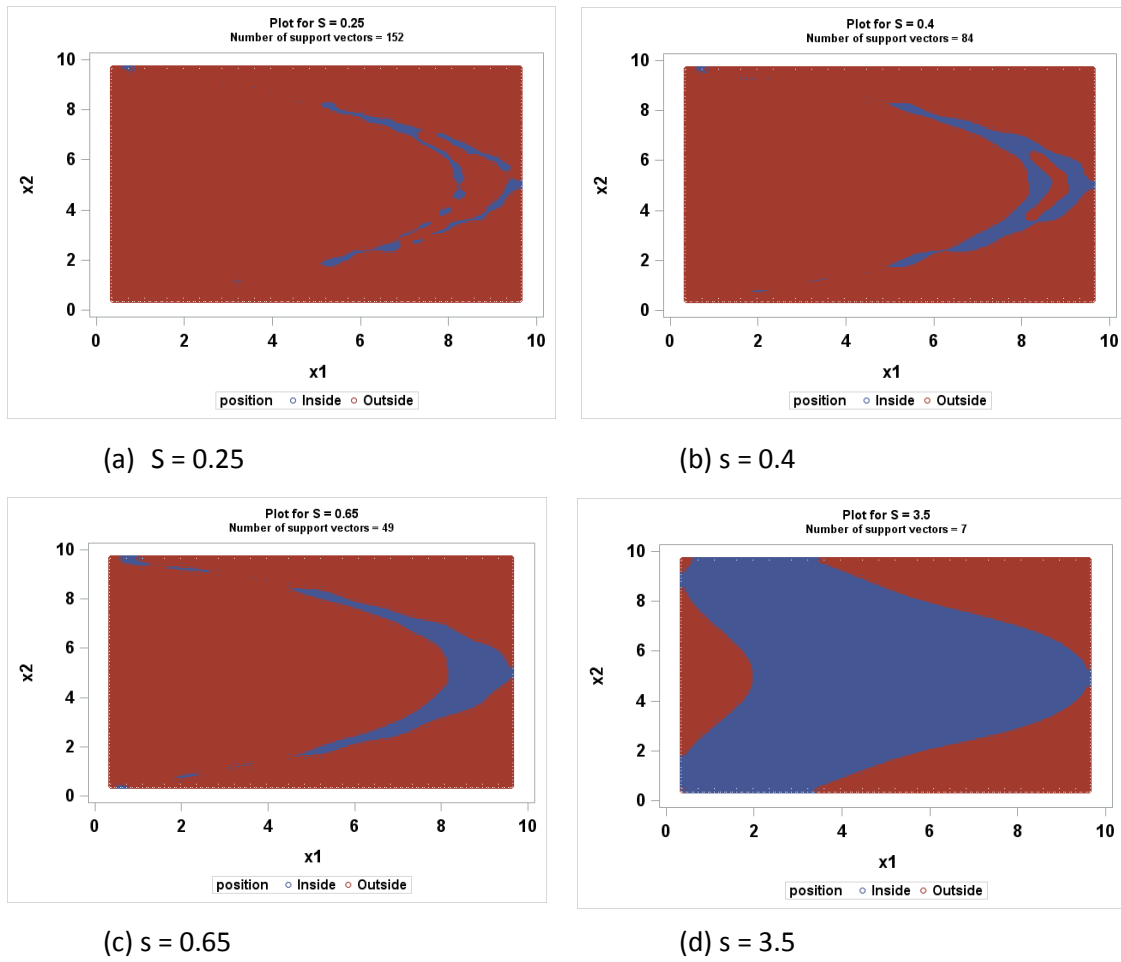 Plot for S = 0.25
Number of support vectors = 152
10
8
6
4
2
0
x2
0 2 4 6 8 10
x1
position Inside Outside
(a) S = 0.25
Plot for S = 0.4
Number of support vectors = 84
10
8
6
4
2
0
x2
0 2 4 6 8 10
x1
position Inside Outside
(b) s = 0.4
Plot for S = 0.65
Number of support vectors = 49
10
8
6
4
2
0
x2
0 2 4 6 8 10
x1
position Inside Outside
(c) s = 0.65
Plot for S = 3.5
Number of support vectors = 7
10
8
6
4
2
0
x2
0 2 4 6 8 10
x1
position Inside Outside
(d) s = 3.5